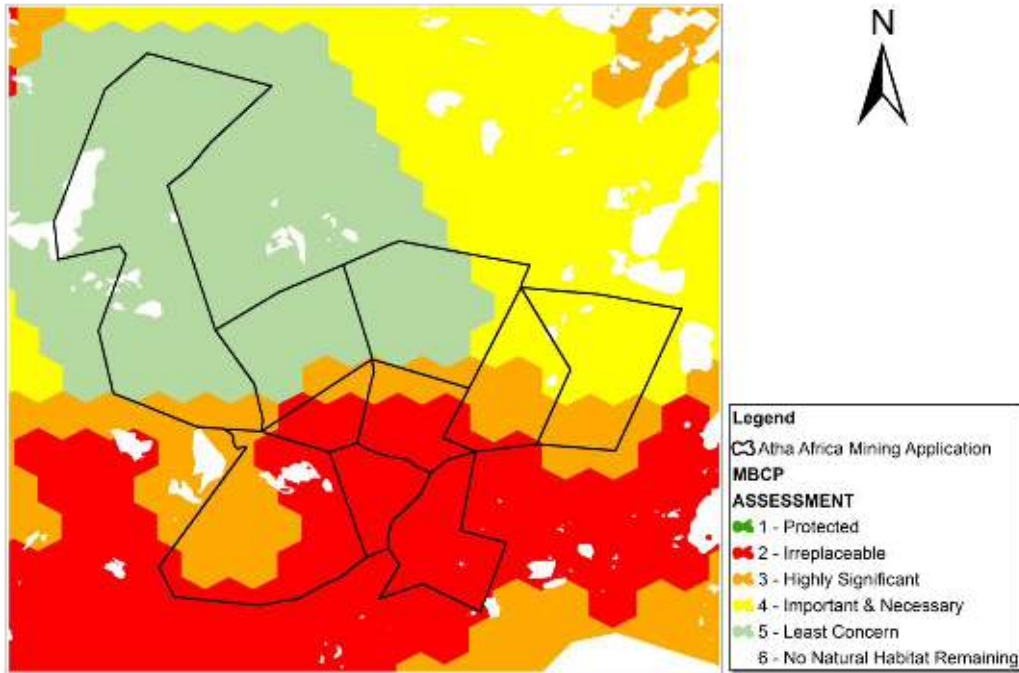 N
Legend
Atha Africa Mining Application
MBCP
ASSESSMENT
1 - Protected
2 - Irreplaceable
3 - Highly Significant
4 - Important & Necessary
5 - Least Concern
6 - No Natural Habitat Remaining